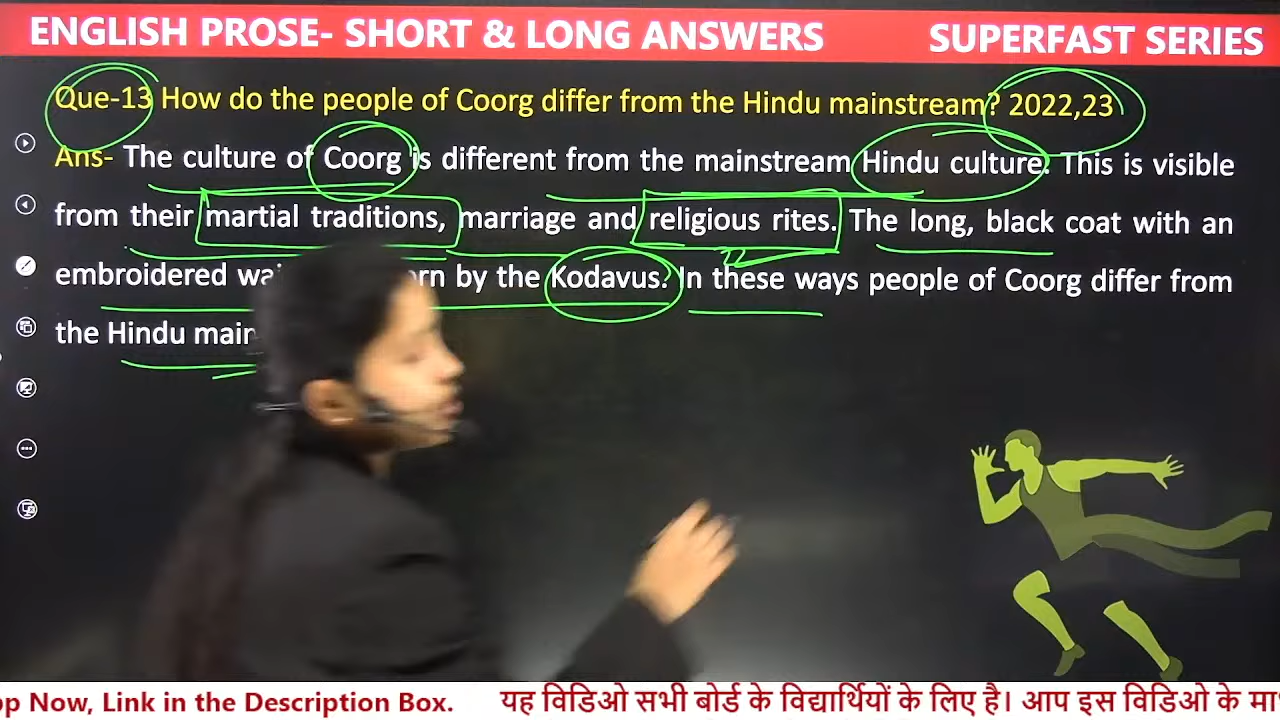 ENGLISH PROSE- SHORT & LONG ANSWERS SUPERFAST SERIES
Que-13 How do the people of Coorg differ from the Hindu mainstream? 2022,23
Ans- The culture of Coorg is different from the mainstream Hindu culture. This is visible
from their martial traditions, marriage and religious rites. The long, black coat with an
embroidered by the Kodavus. In these ways people of Coorg differ from
the Hindu
Now, Link in the Description Box. यह विडिओ सभी बोर्ड के विद्यार्थियों के लिए है। आप इस विडिओ के